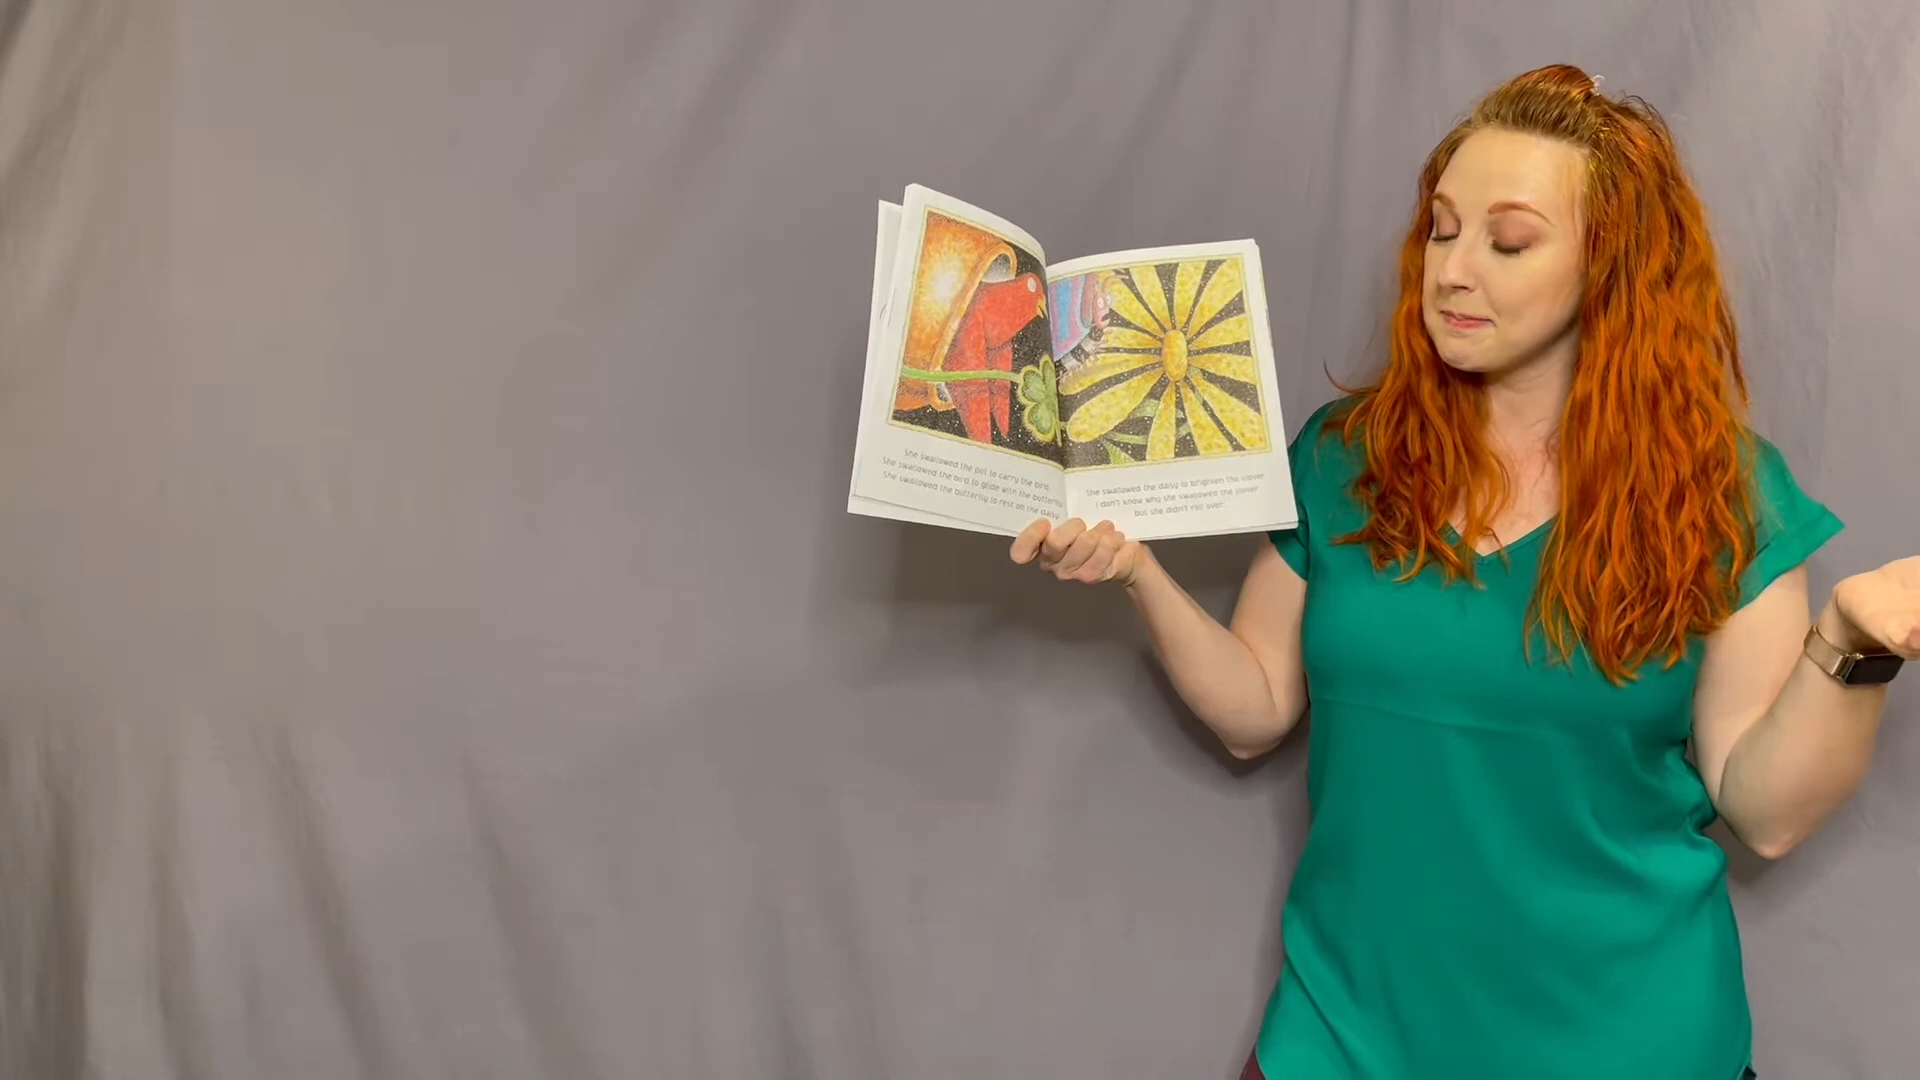 She swallowed the pot to carry the bird.
She swallowed the bird to glide with the butterfly.
She swallowed the butterfly to rest on the daisy.
She swallowed the daisy to brighten the clover.
I don't know why she swallowed the clover
but she didn't roll over.